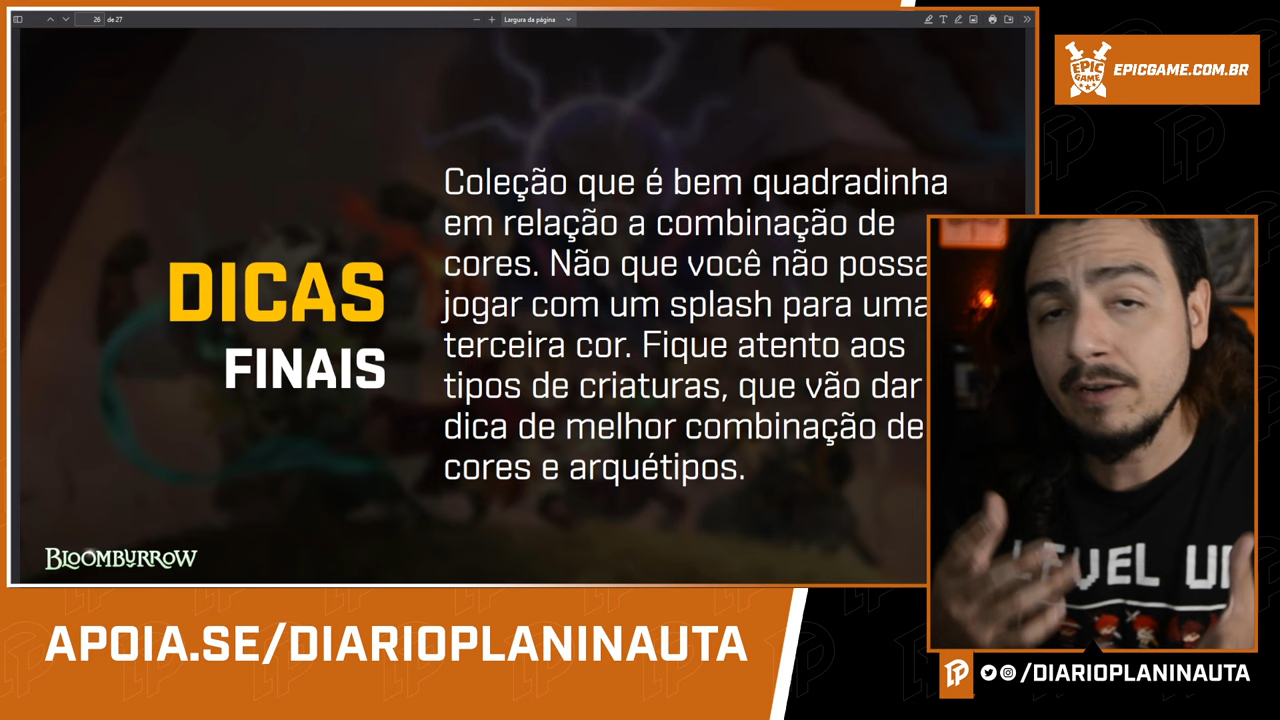 26 de 27
Largura da página
EPIC
GAME
EPICGAME.COM.BR
Coleção que é bem quadradinha
em relação a combinação de
cores. Não que você não possa
jogar com um splash para uma
terceira cor. Fique atento aos
tipos de criaturas, que vão dar
dica de melhor combinação de
cores e arquétipos.
DICAS
FINAIS
BLOOMBURROW
LEVEL UP
APOIA.SE/DIARIOPLANINAUTA
/DIARIOPLANINAUTA